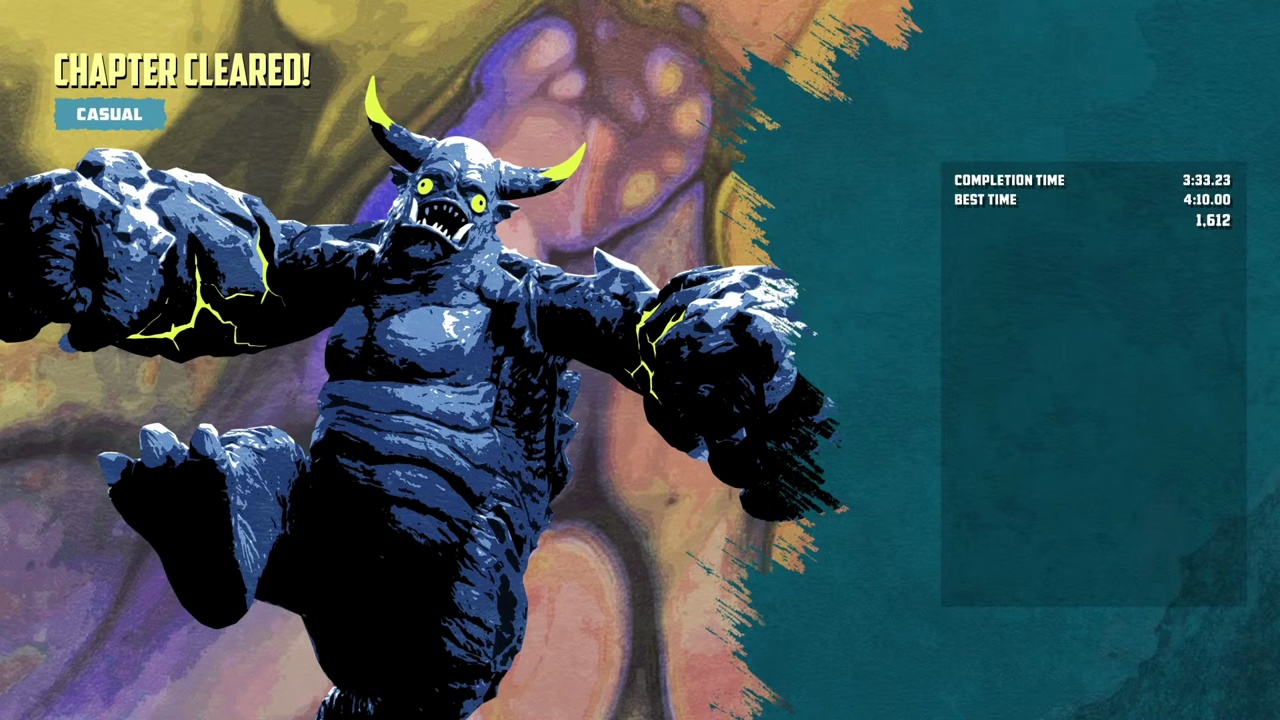 CHAPTER CLEARED!
CASUAL
COMPLETION TIME 3:33.23
BEST TIME 4:10.00
1,612